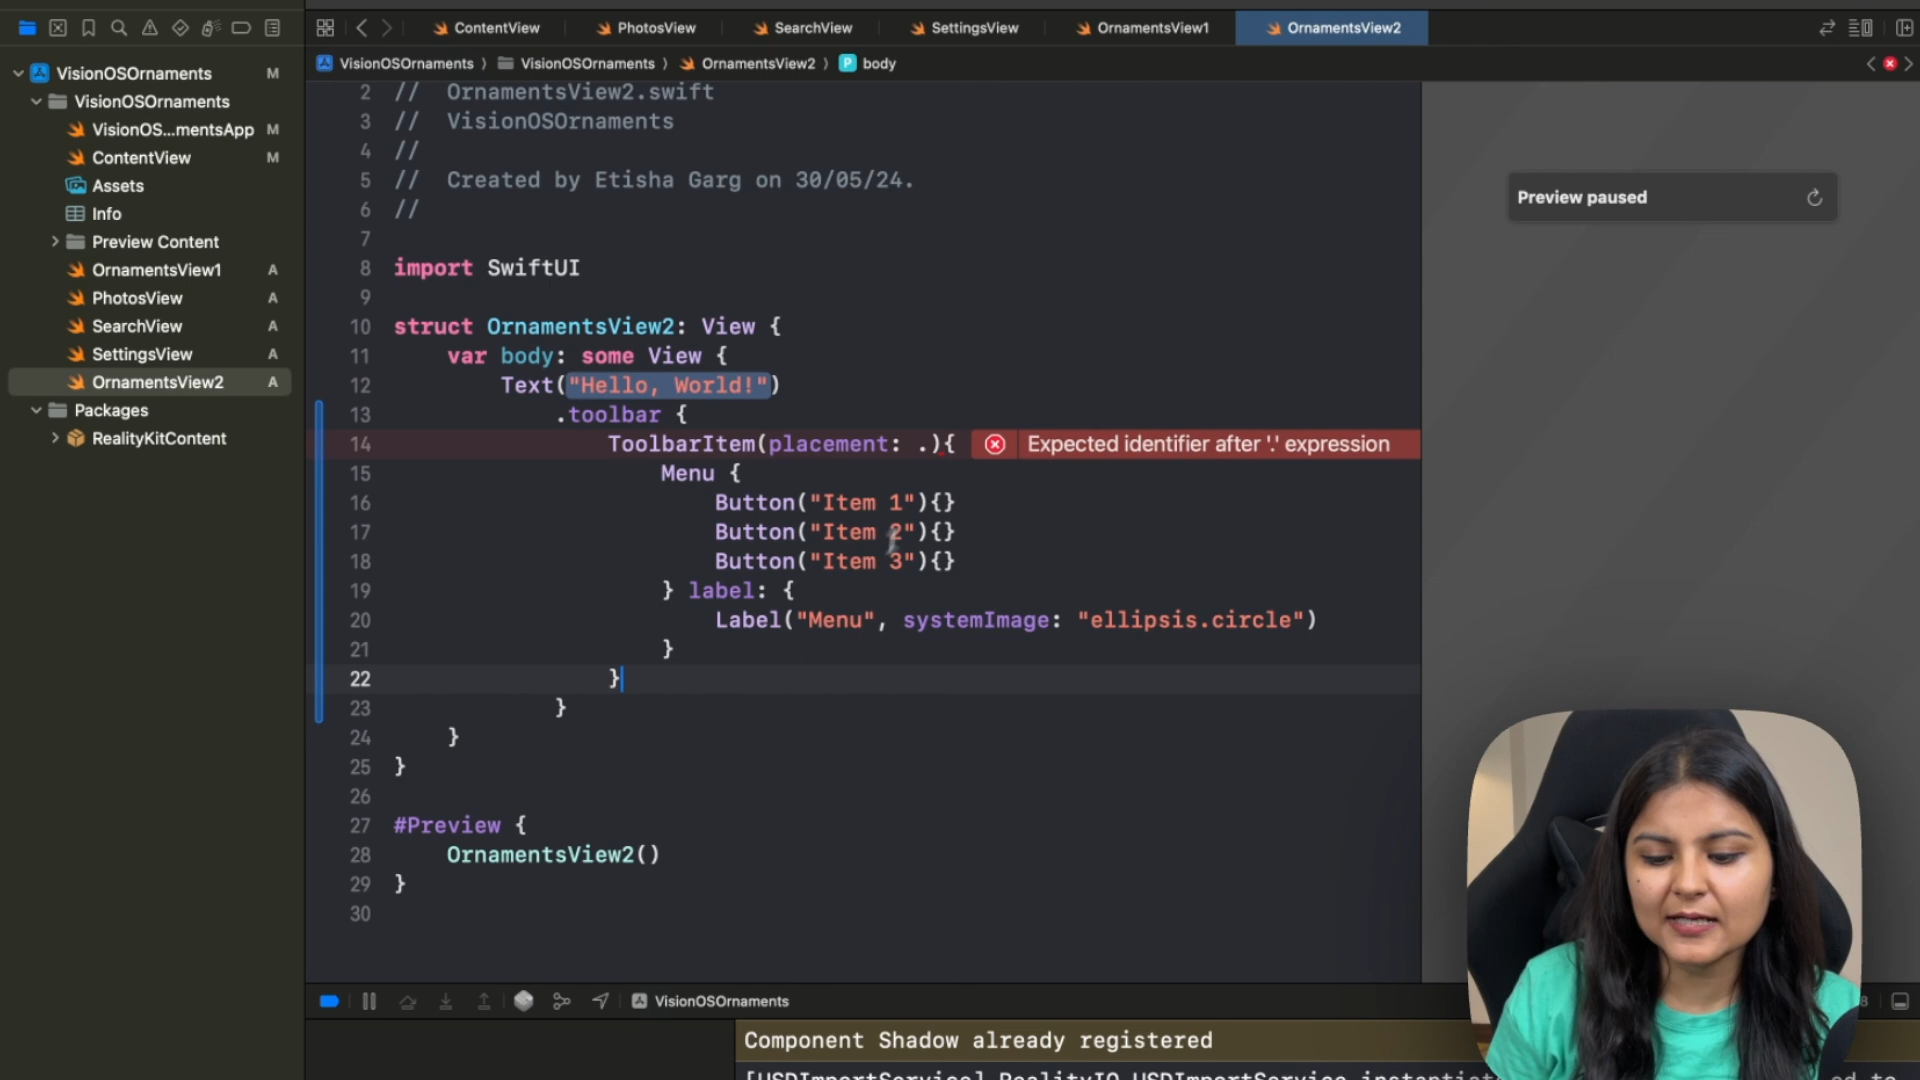 ContentView
PhotosView
SearchView
SettingsView
OrnamentsView1
OrnamentsView2
VisionOSOrnaments
VisionOSOrnaments
OrnamentsView2
body
VisionOSOrnaments M
VisionOSOrnaments
VisionOS...mentsApp M
ContentView M
Assets
Info
Preview Content
OrnamentsView1 A
PhotosView A
SearchView A
SettingsView A
OrnamentsView2 A
Packages
RealityKitContent
2 // OrnamentsView2.swift
3 // VisionOSOrnaments
4 //
5 // Created by Etisha Garg on 30/05/24.
6 //
7
8 import SwiftUI
9
10 struct OrnamentsView2: View {
11 var body: some View {
12 Text("Hello, World!")
13 .toolbar {
14 ToolbarItem(placement: .){ Expected identifier after '.' expression
15 Menu {
16 Button("Item 1"){}
17 Button("Item 2"){}
18 Button("Item 3"){}
19 } label: {
20 Label("Menu", systemImage: "ellipsis.circle")
21 }
22 }
23 }
24 }
25 }
26
27 #Preview {
28 OrnamentsView2()
29 }
30
Preview paused
VisionOSOrnaments
Component Shadow already registered